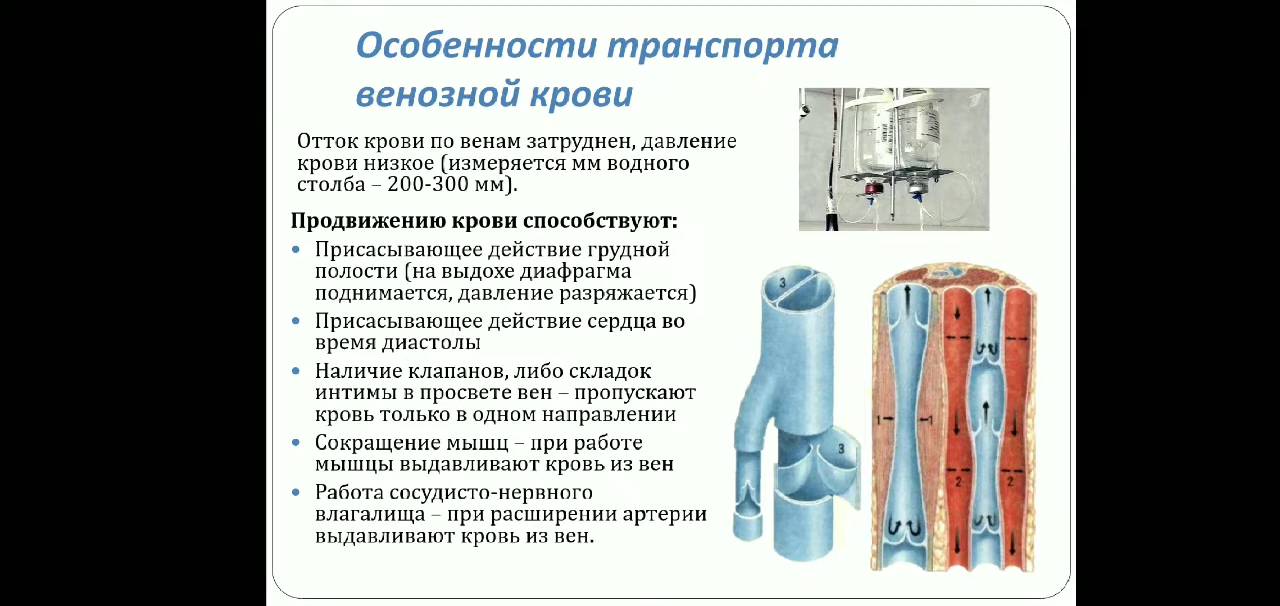 Особенности транспорта
венозной крови
Отток крови по венам затруднен, давление
крови низкое (измеряется мм водного
столба – 200-300 мм).
Продвижению крови способствуют:
• Присасывающее действие грудной
полости (на выдохе диафрагма
поднимается, давление разряжается)
• Присасывающее действие сердца во
время диастолы
• Наличие клапанов, либо складок
интимы в просвете вен – пропускают
кровь только в одном направлении
• Сокращение мышц – при работе
мышцы выдавливают кровь из вен
• Работа сосудисто-нервного
влагалища – при расширении артерии
выдавливают кровь из вен.
3
3
1
1
2
2